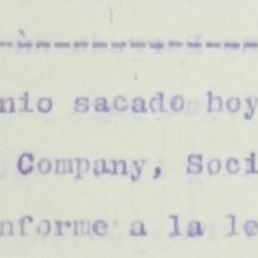 --------------------
nio sacado hoy
Company, Soci
nforme a la le